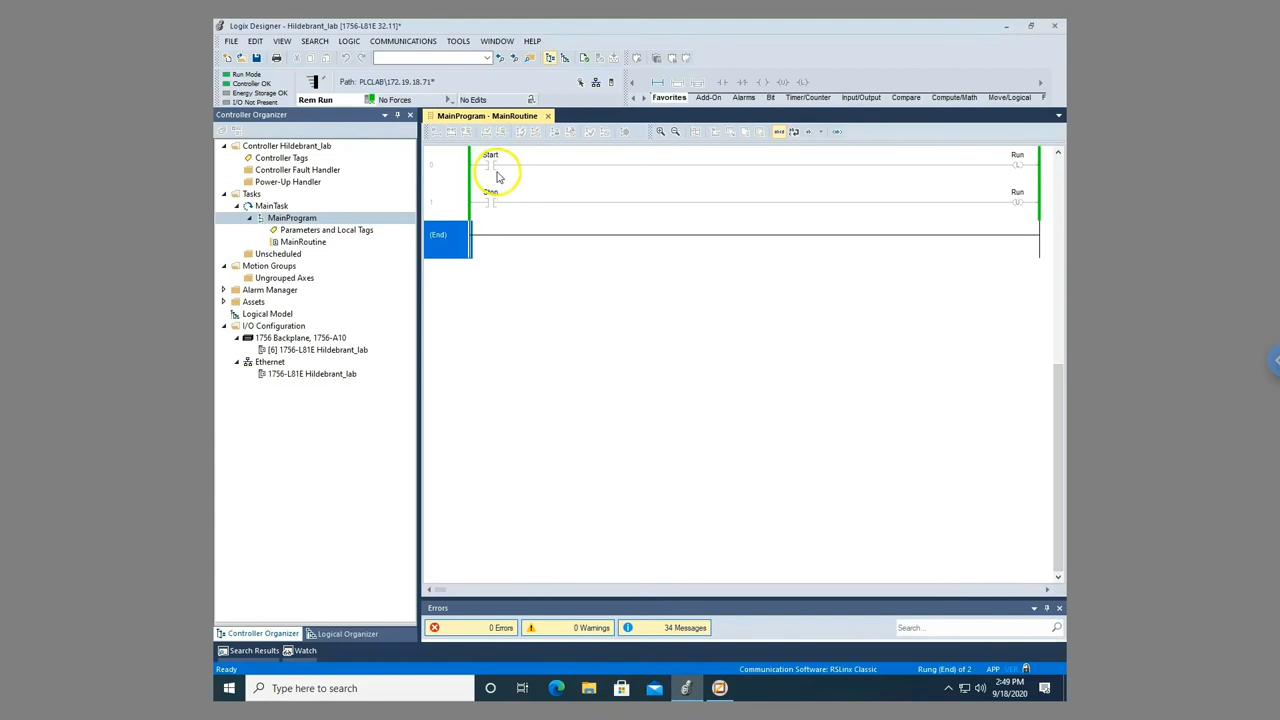 Logix Designer - Hildebrant_lab [1756-L81E 32.11]*
FILE EDIT VIEW SEARCH LOGIC COMMUNICATIONS TOOLS WINDOW HELP
Run Mode
Controller OK
Energy Storage OK
I/O Not Present
Path: PLCLAB\172.19.18.71*
Rem Run No Forces No Edits
Favorites Add-On Alarms Bit Timer/Counter Input/Output Compare Compute/Math Move/Logical F
Controller Organizer
Controller Hildebrant_lab
Controller Tags
Controller Fault Handler
Power-Up Handler
Tasks
MainTask
MainProgram
Parameters and Local Tags
MainRoutine
Unscheduled
Motion Groups
Ungrouped Axes
Alarm Manager
Assets
Logical Model
I/O Configuration
1756 Backplane, 1756-A10
[6] 1756-L81E Hildebrant_lab
Ethernet
1756-L81E Hildebrant_lab
Controller Organizer Logical Organizer
MainProgram - MainRoutine
Start Run
0 L
Stop Run
1 U
(End)
Errors
0 Errors 0 Warnings 34 Messages Search...
Search Results Watch
Ready Communication Software: RSLinx Classic Rung (End) of 2 APP VER
Type here to search
2:49 PM
9/18/2020